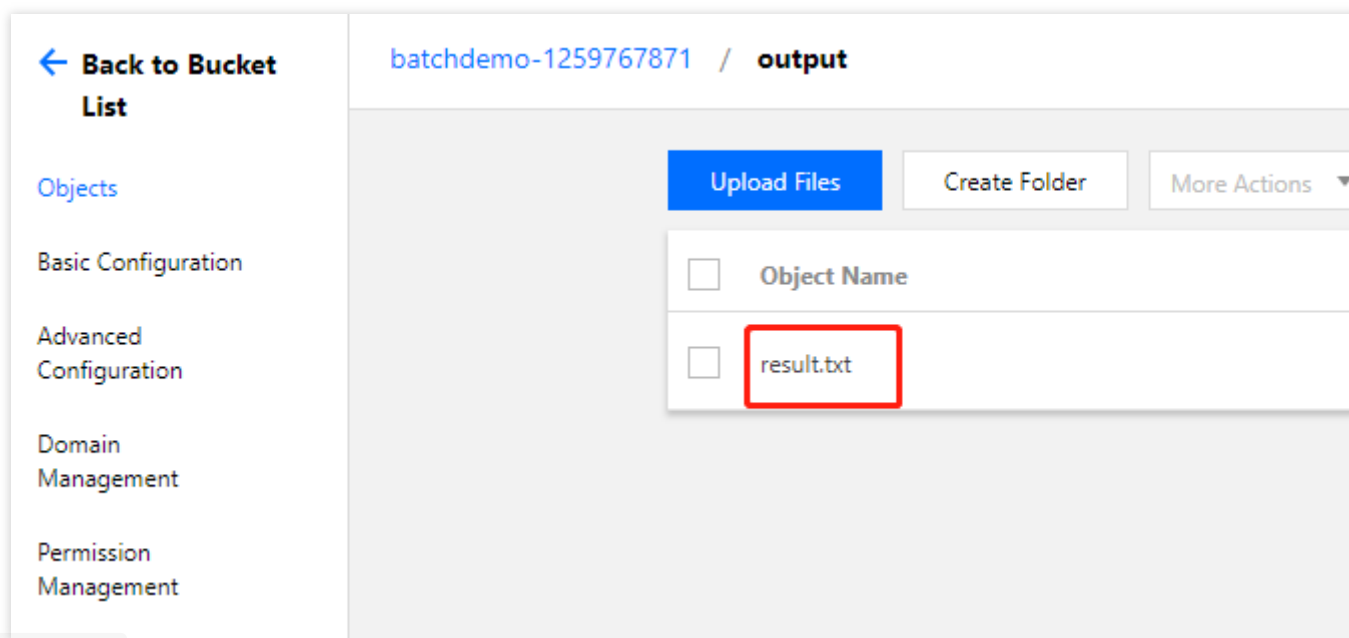 Back to Bucket
List
batchdemo-1259767871 / output
Objects
Basic Configuration
Advanced
Configuration
Domain
Management
Permission
Management
Upload Files
Create Folder
More Actions
Object Name
result.txt